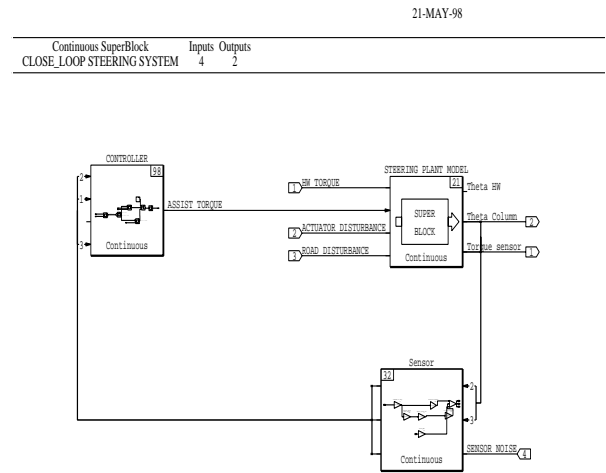 21-MAY-98
Continuous SuperBlock Inputs Outputs
CLOSE_LOOP STEERING SYSTEM 4 2
CONTROLLER
98
2
1
3
Continuous
ASSIST TORQUE
STEERING PLANT MODEL
21
1 HW TORQUE
2 ACTUATOR DISTURBANCE
3 ROAD DISTURBANCE
SUPER
BLOCK
Continuous
Theta HW
Theta Column 2
Torque sensor 1
Sensor
32
2
3
Continuous
SENSOR NOISE 4